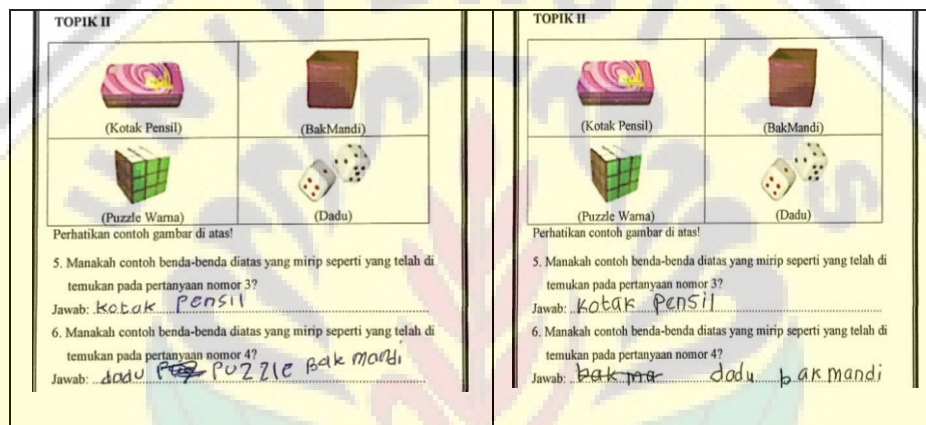 TOPIK II
(Kotak Pensil)
(BakMandi)
(Puzzle Warna)
(Dadu)
Perhatikan contoh gambar di atas!
5. Manakah contoh benda-benda diatas yang mirip seperti yang telah di
temukan pada pertanyaan nomor 3?
Jawab: kotak pensil
6. Manakah contoh benda-benda diatas yang mirip seperti yang telah di
temukan pada pertanyaan nomor 4?
Jawab: dadu PUZZle Bak mandi
TOPIK II
(Kotak Pensil)
(BakMandi)
(Puzzle Warna)
(Dadu)
Perhatikan contoh gambar di atas!
5. Manakah contoh benda-benda diatas yang mirip seperti yang telah di
temukan pada pertanyaan nomor 3?
Jawab: Kotak Pensil
6. Manakah contoh benda-benda diatas yang mirip seperti yang telah di
temukan pada pertanyaan nomor 4?
Jawab: bak ma dadu bak mandi